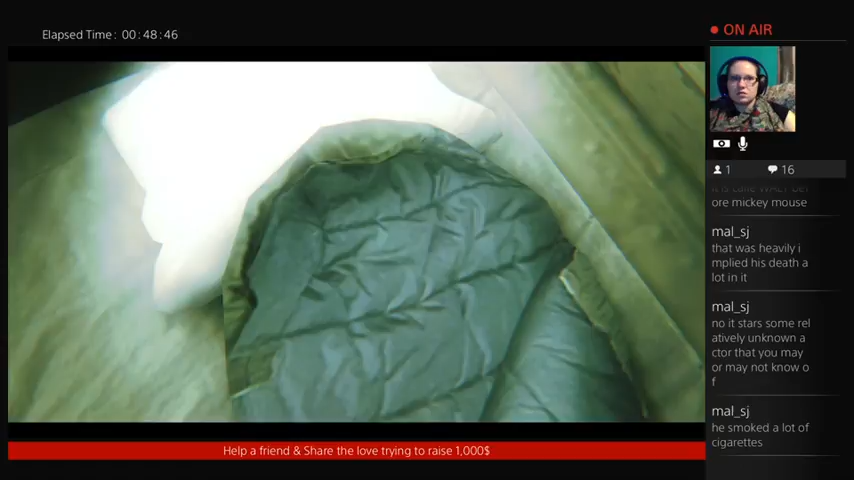 Elapsed Time: 00:48:46
ON AIR
1
16
ore mickey mouse
mal_sj
that was heavily i
mplied his death a
lot in it
mal_sj
no it stars some rel
atively unknown a
ctor that you may
or may not know o
f
mal_sj
he smoked a lot of
cigarettes
Help a friend & Share the love trying to raise 1,000$